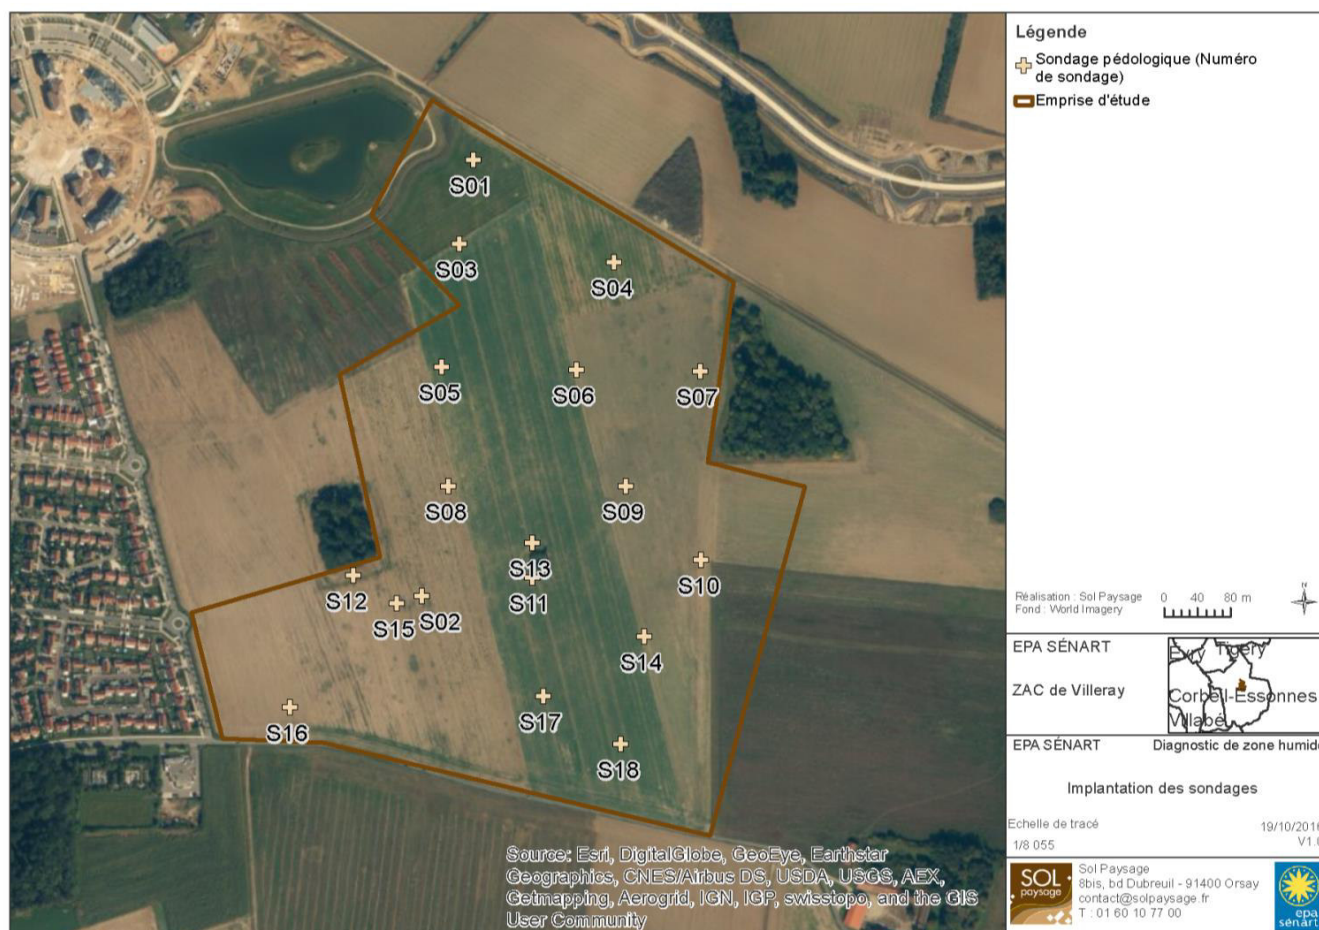 S01
S03
S04
S05
S06
S07
S08
S09
S13
S11
S10
S12
S15
S02
S14
S17
S16
S18
Source: Esri, DigitalGlobe, GeoEye, Earthstar
Geographics, CNES/Airbus DS, USDA, USGS, AEX,
Getmapping, Aerogrid, IGN, IGP, swisstopo, and the GIS
User Community
Légende
Sondage pédologique (Numéro
de sondage)
Emprise d'étude
Réalisation : Sol Paysage
Fond : World Imagery
0 40 80 m
N
EPA SÉNART
ZAC de Villeray
Evry Tigery
Corbeil-Essonnes
Villabé
EPA SÉNART Diagnostic de zone humide
Implantation des sondages
Echelle de tracé
1/8 055
19/10/2016
V1.0
SOL
paysage
Sol Paysage
8bis, bd Dubreuil - 91400 Orsay
contact@solpaysage.fr
T : 01 60 10 77 00
epa
sénart